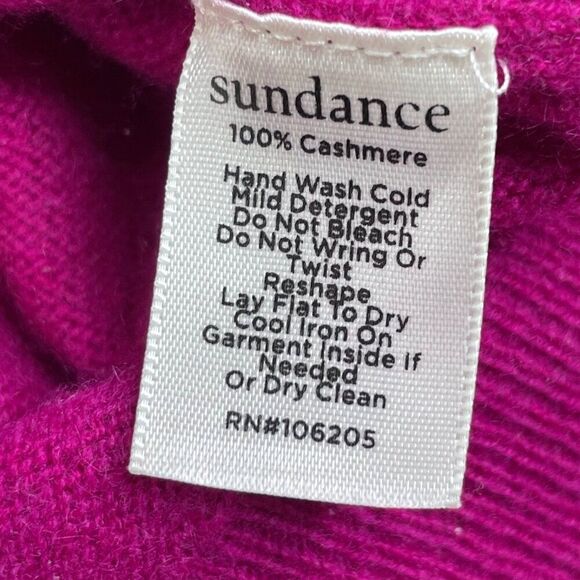 sundance
100% Cashmere
Hand Wash Cold
Mild Detergent
Do Not Bleach
Do Not Wring Or
Twist
Reshape
Lay Flat To Dry
Cool Iron On
Garment Inside If
Needed
Or Dry Clean
RN#106205